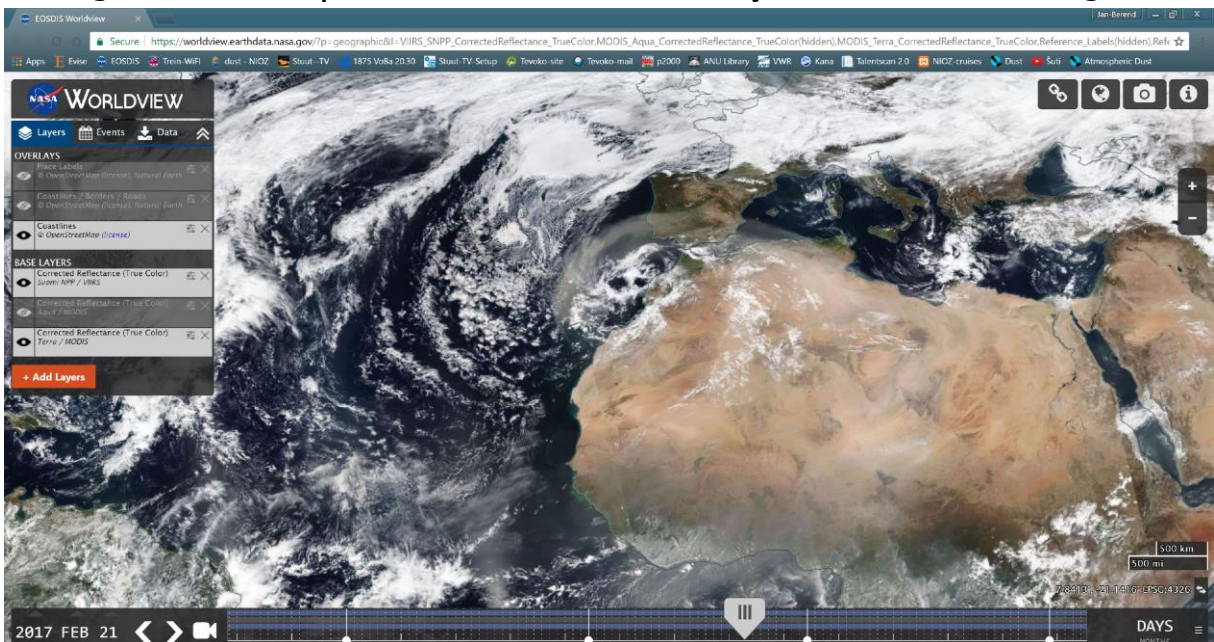 EOSDIS Worldview
Jan-Berend
Secure https://worldview.earthdata.nasa.gov/?p=geographic&l=VIIRS_SNPP_CorrectedReflectance_TrueColor,MODIS_Aqua_CorrectedReflectance_TrueColor(hidden),MODIS_Terra_CorrectedReflectance_TrueColor,Reference_Labels(hidden),Refe
Apps Evise EOSDIS Trein-WiFi dust - NIOZ Stuut--TV 1875 VoBa 20.30 Stuut-TV-Setup Tevoko-site Tevoko-mail p2000 ANU Library VWR Kana Talentscan 2.0 NIOZ-cruises Dust Šuti Atmospheric Dust
NASA WORLDVIEW
Layers Events Data
OVERLAYS
Place Labels
© OpenStreetMap (license), Natural Earth
Coastlines / Borders / Roads
© OpenStreetMap (license), Natural Earth
Coastlines
© OpenStreetMap (license)
BASE LAYERS
Corrected Reflectance (True Color)
Suomi NPP / VIIRS
Corrected Reflectance (True Color)
Aqua / MODIS
Corrected Reflectance (True Color)
Terra / MODIS
+ Add Layers
500 km
500 mi
EPSG:4326
2017 FEB 21
DAYS
MONTHS